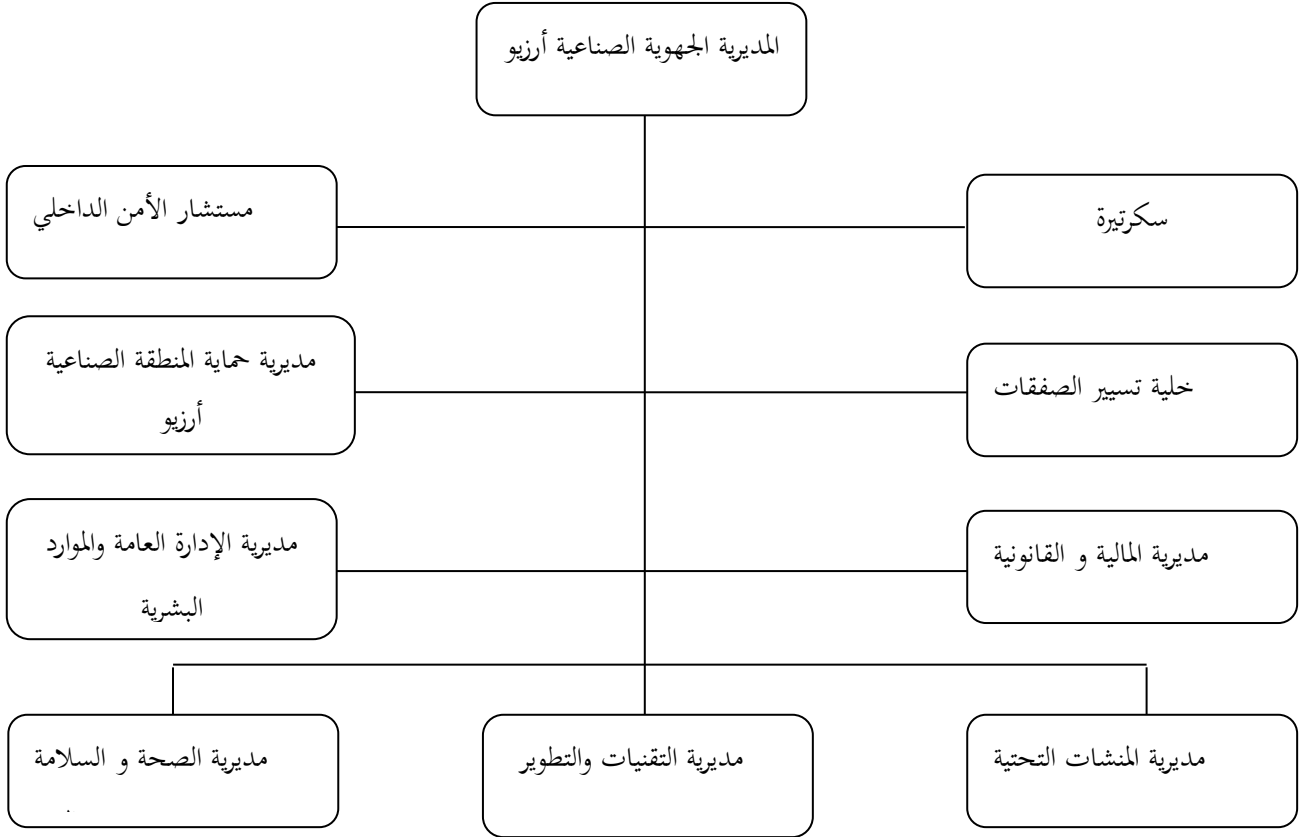 المديرية الجهوية الصناعية أرزيو
سكرتيرة
مستشار الأمن الداخلي
خلية تسيير الصفقات
مديرية حماية المنطقة الصناعية
أرزيو
مديرية المالية و القانونية
مديرية الإدارة العامة والموارد
البشرية
مديرية المنشات التحتية
مديرية التقنيات والتطوير
مديرية الصحة و السلامة